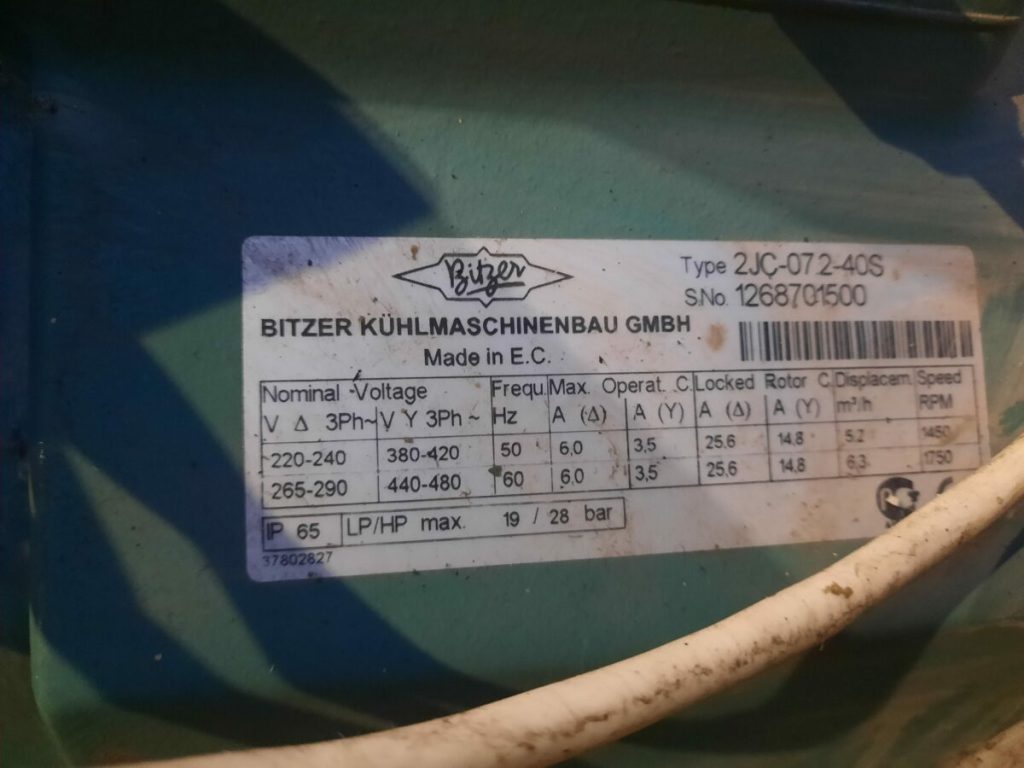 Bitzer
Type 2JC-07.2-40S
S.No. 1268701500
BITZER KÜHLMASCHINENBAU GMBH
Made in E.C.
Nominal Voltage Frequ. Max. Operat. C. Locked Rotor C. Displacem. Speed
V Δ 3Ph~ V Y 3Ph~ Hz A (Δ) A (Y) A (Δ) A (Y) m³/h RPM
220-240 380-420 50 6,0 3,5 25,6 14,8 5.2 1450
265-290 440-480 60 6,0 3,5 25,6 14,8 6,3 1750
IP 65 LP/HP max. 19 / 28 bar
37802827